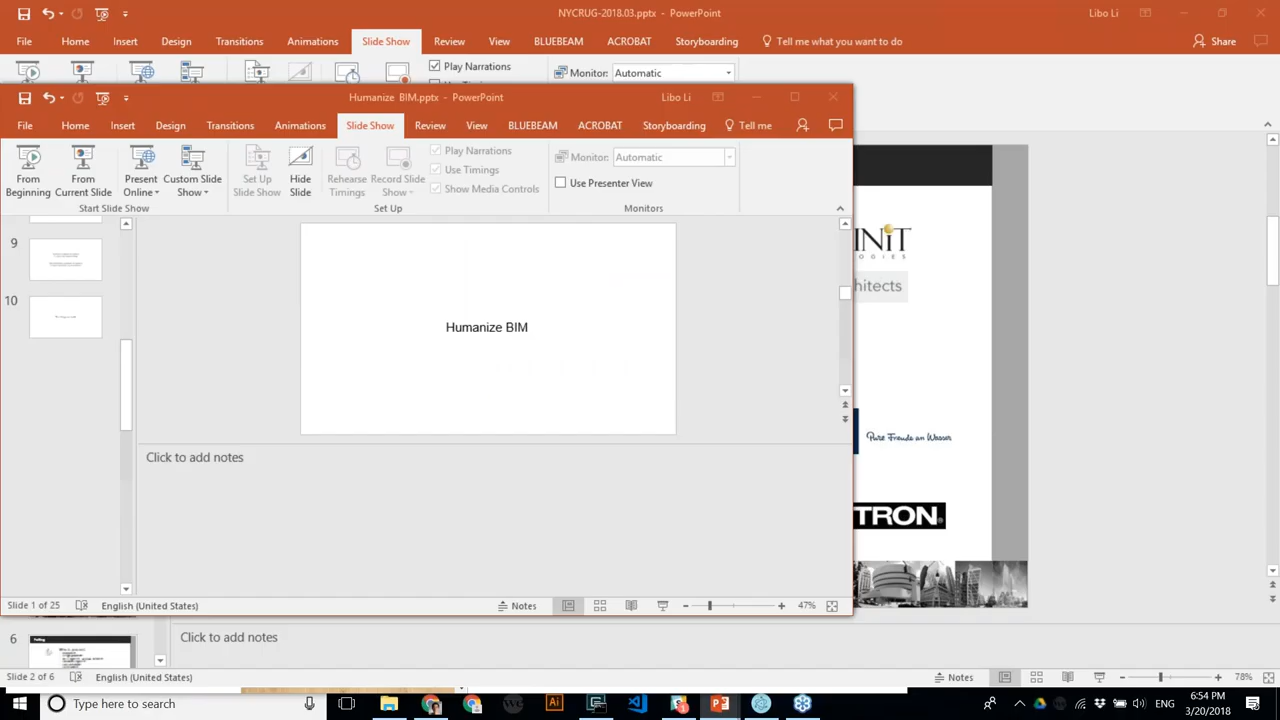 NYCRUG-2018.03.pptx - PowerPoint
Libo Li
File Home Insert Design Transitions Animations Slide Show Review View BLUEBEAM ACROBAT Storyboarding Tell me what you want to do Share
Play Narrations
Monitor: Automatic
Humanize BIM.pptx - PowerPoint
Libo Li
File Home Insert Design Transitions Animations Slide Show Review View BLUEBEAM ACROBAT Storyboarding Tell me
From Beginning
From Current Slide
Present Online
Custom Slide Show
Set Up Slide Show
Hide Slide
Rehearse Timings
Record Slide Show
Play Narrations
Use Timings
Show Media Controls
Monitor: Automatic
Use Presenter View
Start Slide Show
Set Up
Monitors
9
10
Humanize BIM
Click to add notes
Slide 1 of 25 English (United States) Notes 47%
INIT
OGIES
hitects
Pure Freude an Wasser
TRON
6
Click to add notes
Slide 2 of 6 English (United States) Notes 78%
Type here to search
ENG
6:54 PM
3/20/2018